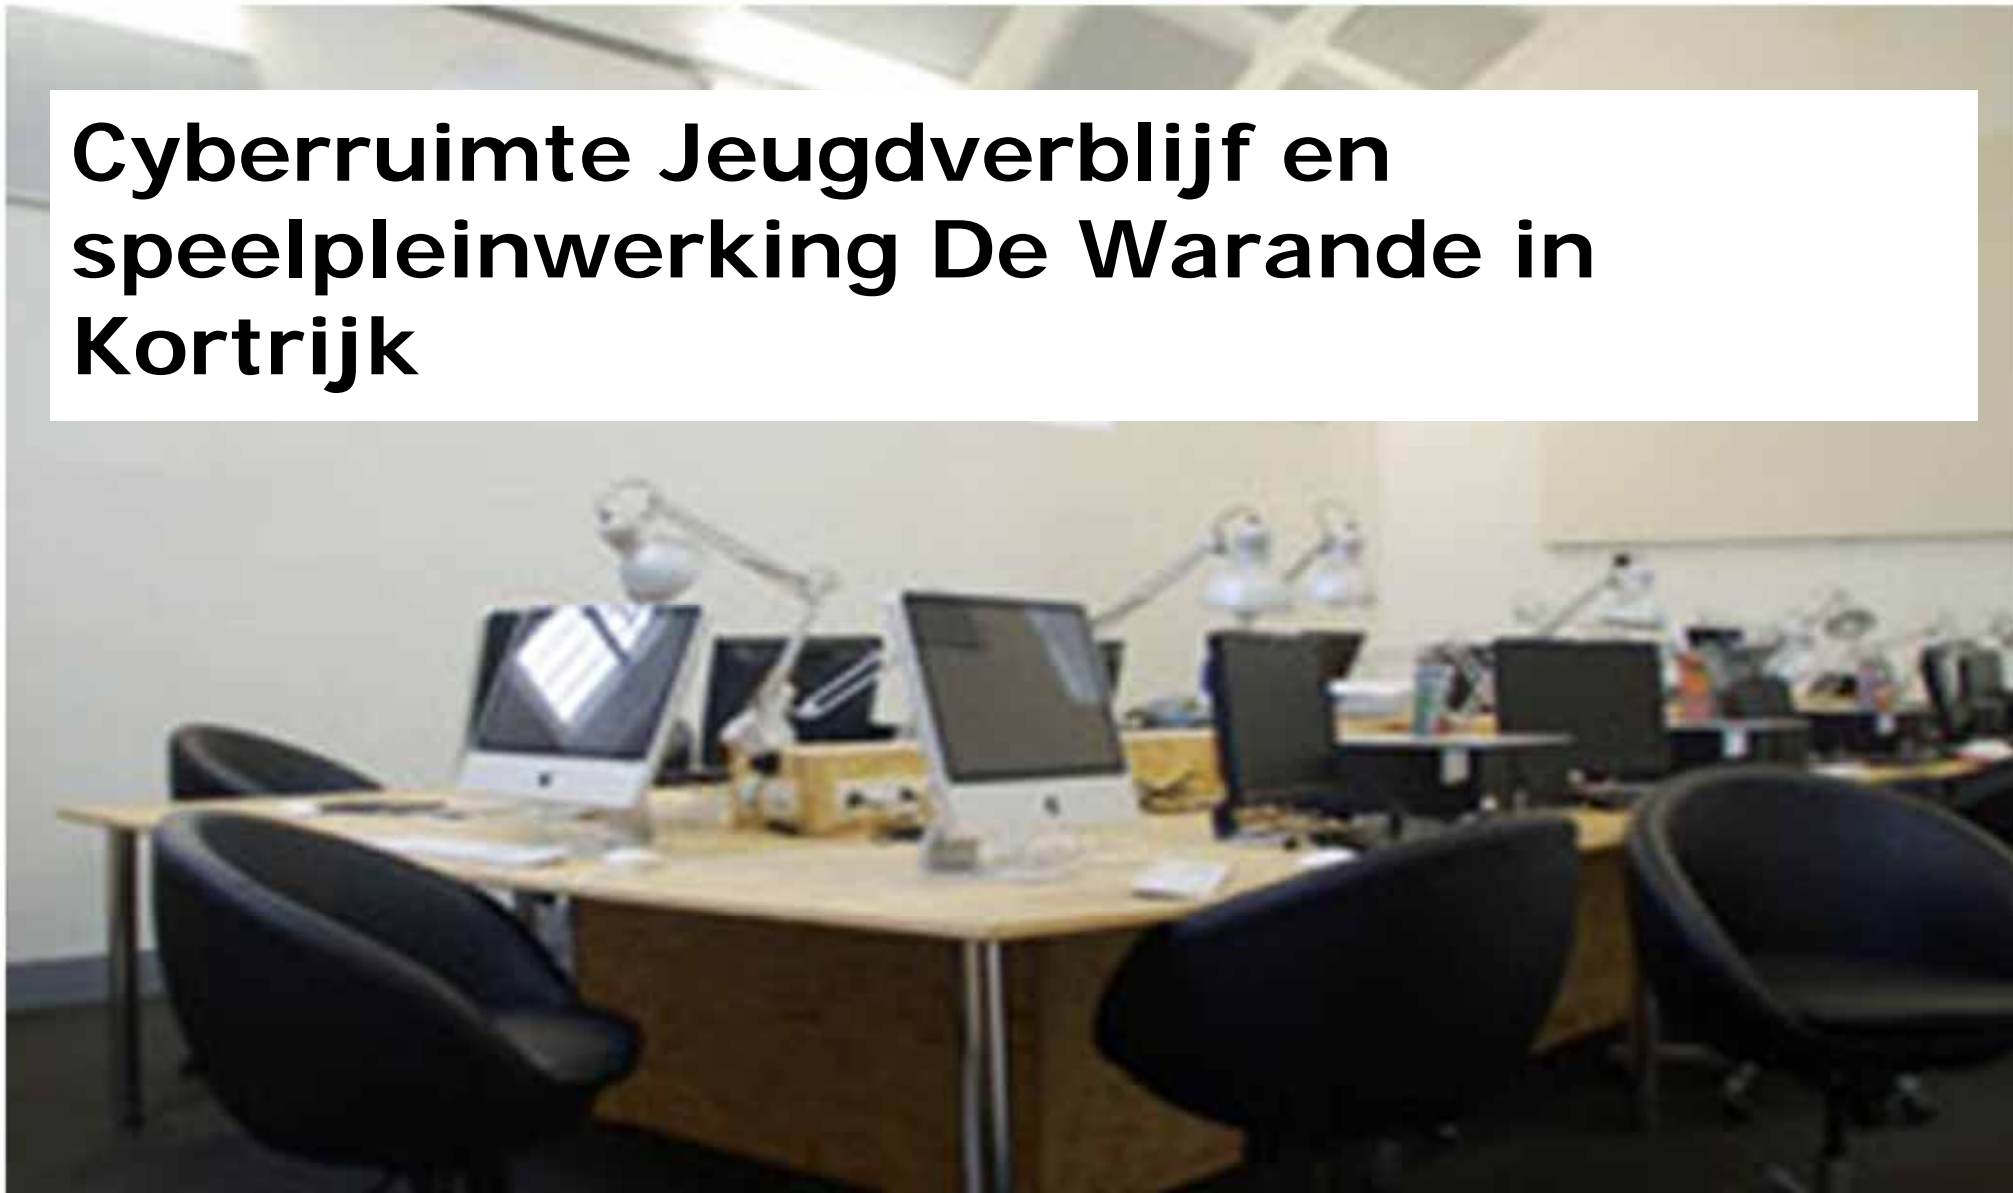 Cyberruimte Jeugdverblijf en
speelpleinwerking De Warande in
Kortrijk